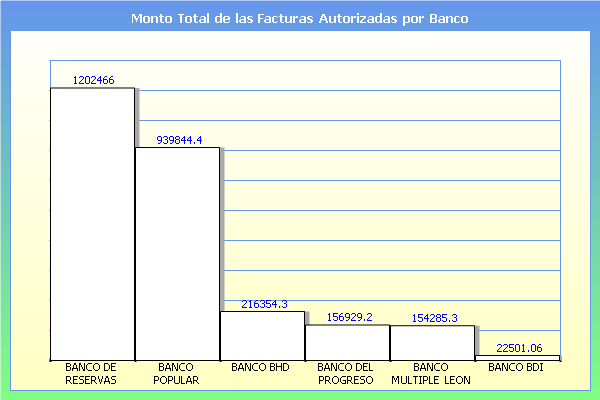 Monto Total de las Facturas Autorizadas por Banco
1202466
939844.4
216354.3
156929.2
154285.3
22501.06
BANCO DE
RESERVAS
BANCO
POPULAR
BANCO BHD
BANCO DEL
PROGRESO
BANCO
MULTIPLE LEON
BANCO BDI